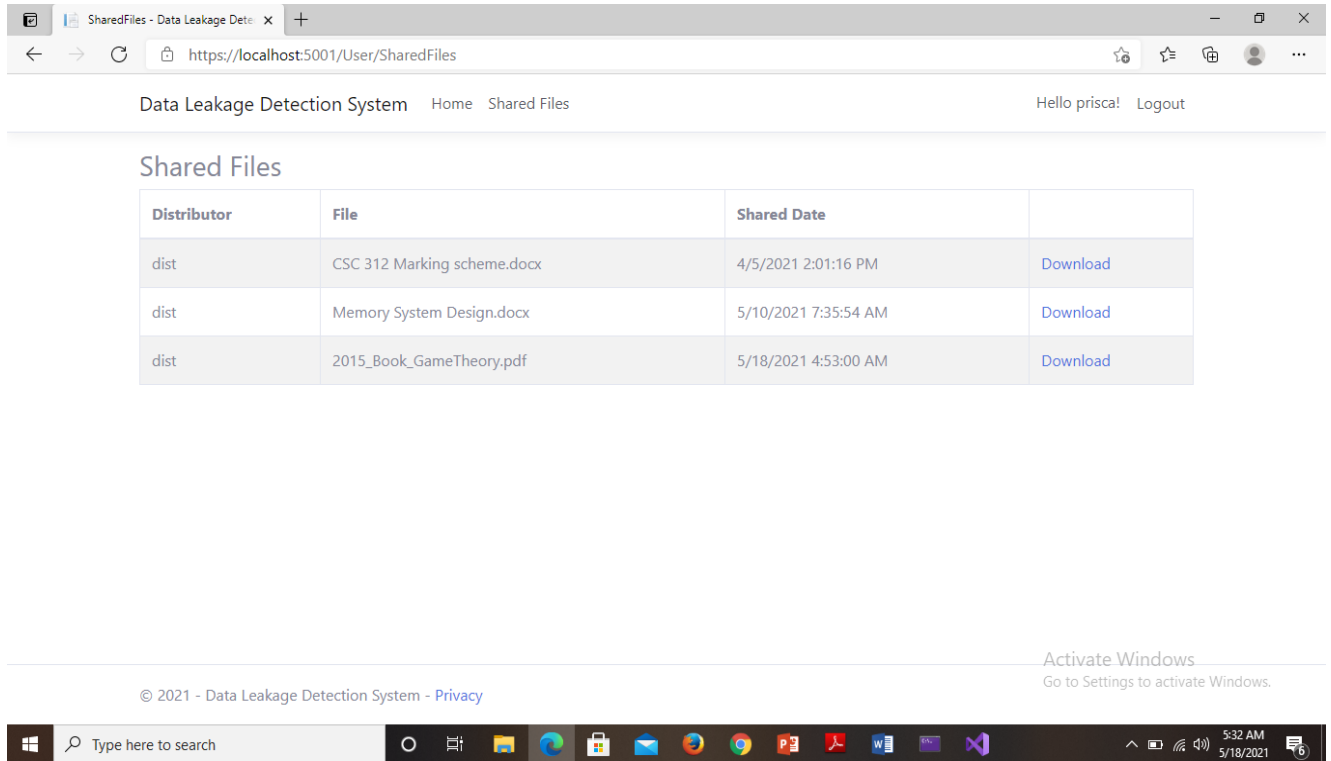 SharedFiles - Data Leakage Dete
https://localhost:5001/User/SharedFiles
Data Leakage Detection System Home Shared Files Hello prisca! Logout
Shared Files
Distributor File Shared Date
dist CSC 312 Marking scheme.docx 4/5/2021 2:01:16 PM Download
dist Memory System Design.docx 5/10/2021 7:35:54 AM Download
dist 2015_Book_GameTheory.pdf 5/18/2021 4:53:00 AM Download
Activate Windows
Go to Settings to activate Windows.
© 2021 - Data Leakage Detection System - Privacy
Type here to search
5:32 AM
5/18/2021
6